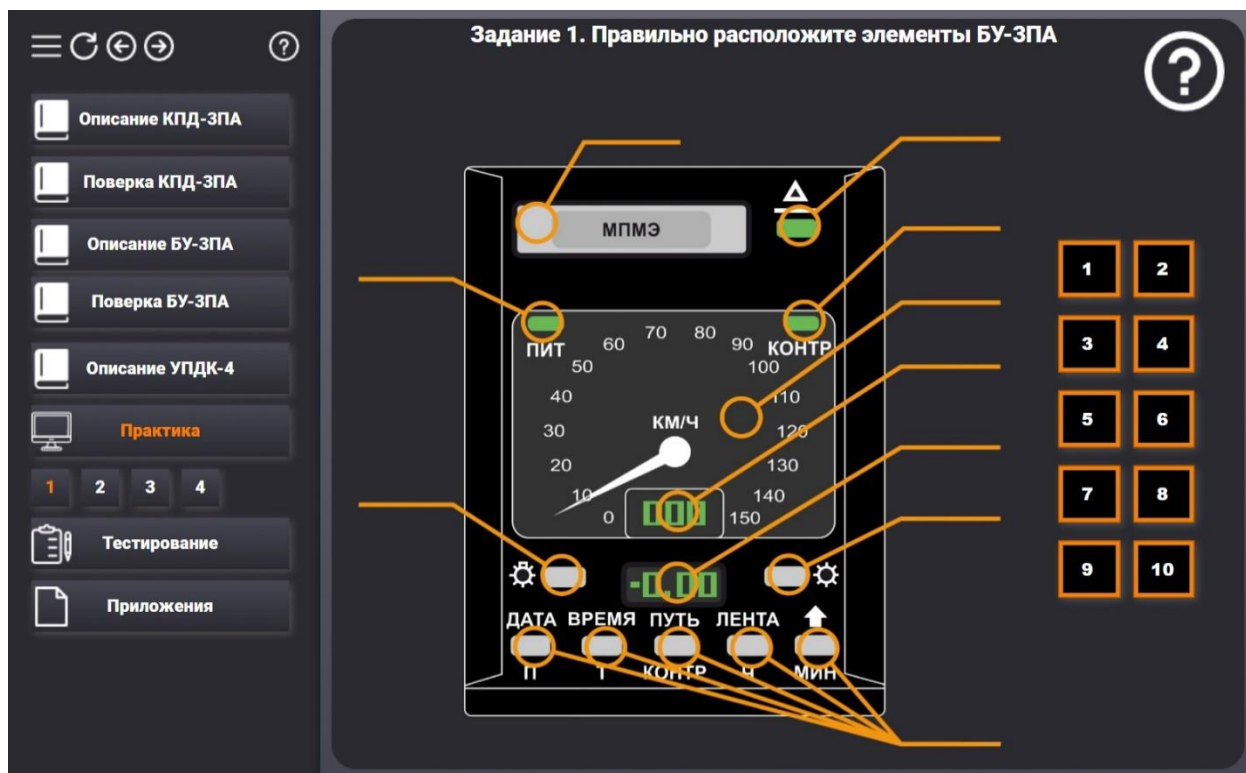 Задание 1. Правильно расположите элементы БУ-3ПА
Описание КПД-3ПА
Поверка КПД-3ПА
Описание БУ-3ПА
Поверка БУ-3ПА
Описание УПДК-4
Практика
1 2 3 4
Тестирование
Приложения
МПМЭ
ПИТ
КОНТР
0 10 20 30 40 50 60 70 80 90 100 110 120 130 140 150
КМ/Ч
000
-0.00
ДАТА ВРЕМЯ ПУТЬ ЛЕНТА
П Т КОНТР Ч МИН
?
?
1 2
3 4
5 6
7 8
9 10